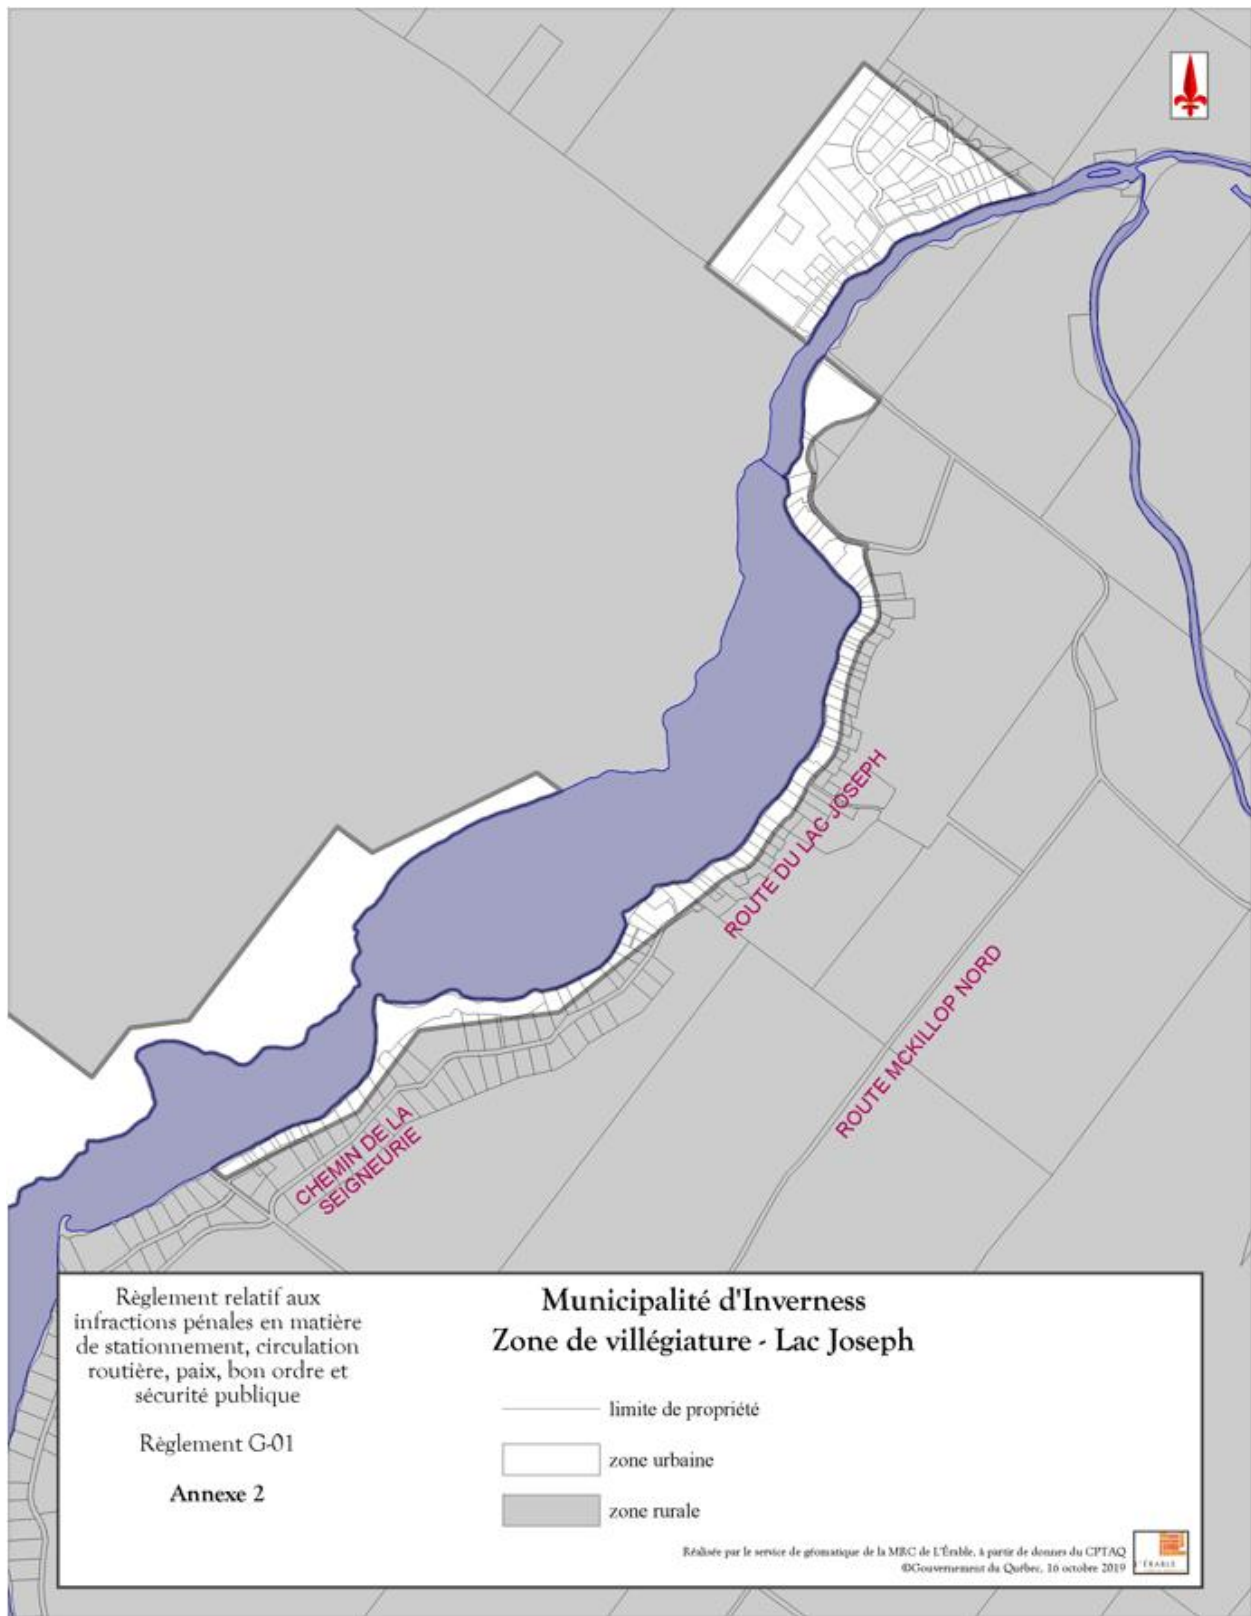 ROUTE DU LAC JOSEPH
ROUTE MCKILLOP NORD
CHEMIN DE LA
SEIGNEURIE
Règlement relatif aux
infractions pénales en matière
de stationnement, circulation
routière, paix, bon ordre et
sécurité publique
Règlement G-01
Annexe 2
Municipalité d'Inverness
Zone de villégiature - Lac Joseph
limite de propriété
zone urbaine
zone rurale
Réalisée par le service de géomatique de la MRC de L'Érable, à partir de donnes du CPTAQ
©Gouvernement du Québec, 16 octobre 2019
L'ÉRABLE